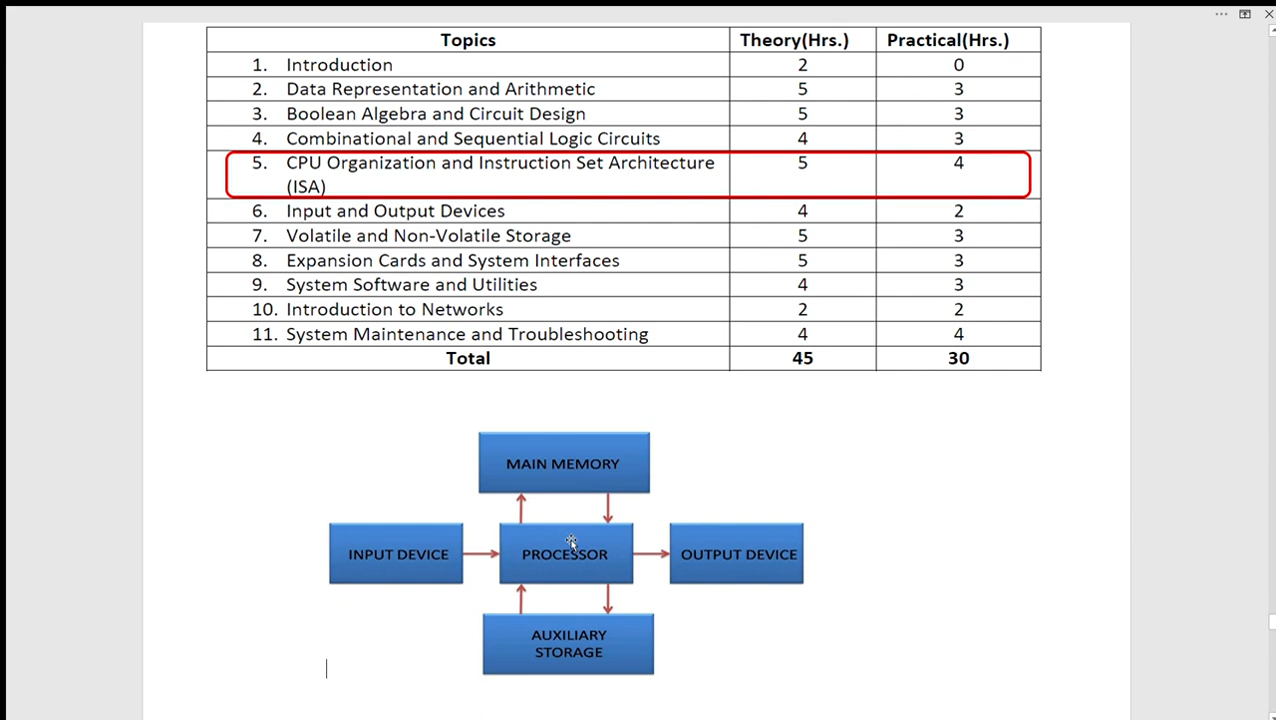 Topics Theory(Hrs.) Practical(Hrs.)
1. Introduction 2 0
2. Data Representation and Arithmetic 5 3
3. Boolean Algebra and Circuit Design 5 3
4. Combinational and Sequential Logic Circuits 4 3
5. CPU Organization and Instruction Set Architecture 5 4
(ISA)
6. Input and Output Devices 4 2
7. Volatile and Non-Volatile Storage 5 3
8. Expansion Cards and System Interfaces 5 3
9. System Software and Utilities 4 3
10. Introduction to Networks 2 2
11. System Maintenance and Troubleshooting 4 4
Total 45 30
MAIN MEMORY
INPUT DEVICE PROCESSOR OUTPUT DEVICE
AUXILIARY
STORAGE